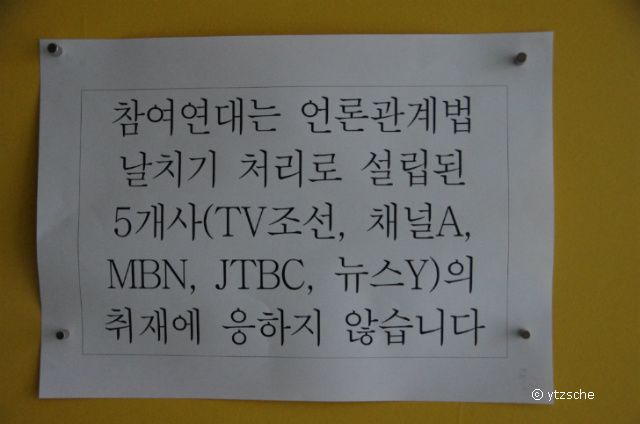 참여연대는 언론관계법
날치기 처리로 설립된
5개사(TV조선, 채널A,
MBN, JTBC, 뉴스Y)의
취재에 응하지 않습니다
© ytzsche